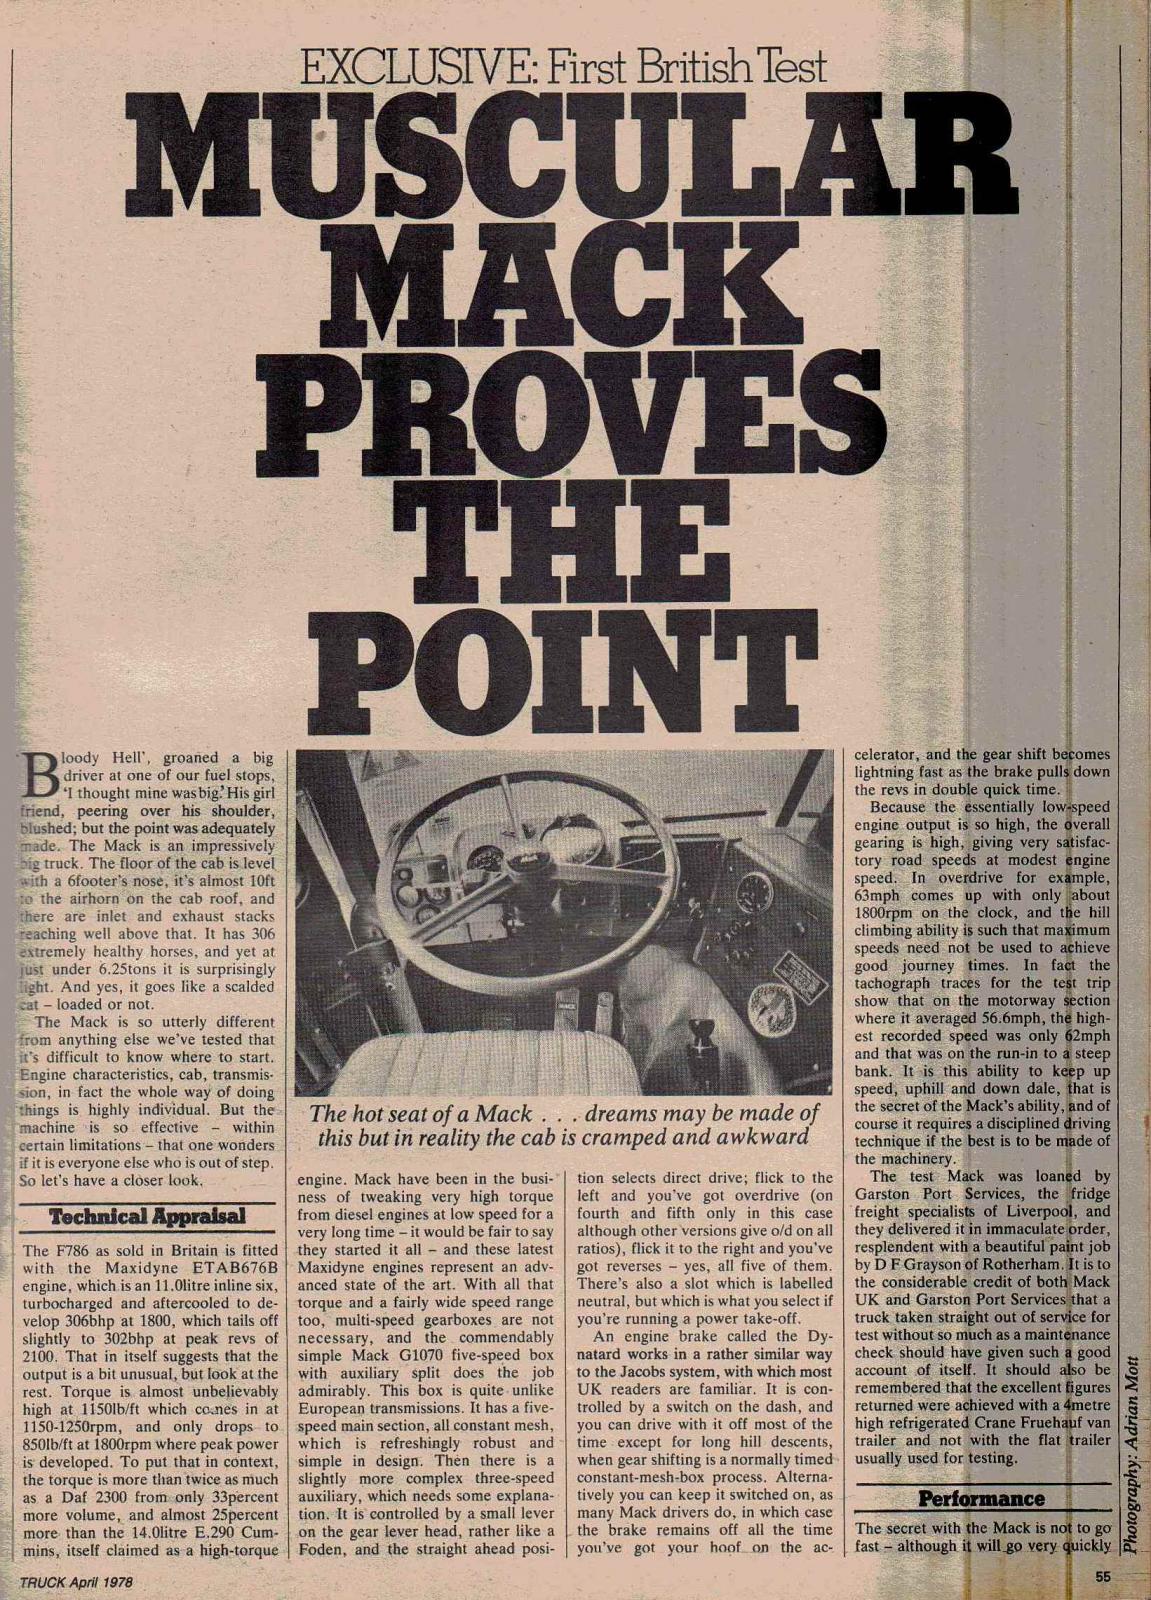 EXCLUSIVE: First British Test
MUSCULAR
MACK
PROVES
THE
POINT
Bloody Hell', groaned a big
driver at one of our fuel stops,
'I thought mine was big.' His girl
friend, peering over his shoulder,
blushed; but the point was adequately
made. The Mack is an impressively
big truck. The floor of the cab is level
with a 6footer's nose, it's almost 10ft
to the airhorn on the cab roof, and
there are inlet and exhaust stacks
reaching well above that. It has 306
extremely healthy horses, and yet at
just under 6.25tons it is surprisingly
light. And yes, it goes like a scalded
cat – loaded or not.
The Mack is so utterly different
from anything else we've tested that
it's difficult to know where to start.
Engine characteristics, cab, transmis-
sion, in fact the whole way of doing
things is highly individual. But the
machine is so effective – within
certain limitations – that one wonders
if it is everyone else who is out of step.
So let's have a closer look.
Technical Appraisal
The F786 as sold in Britain is fitted
with the Maxidyne ETAB676B
engine, which is an 11.0litre inline six,
turbocharged and aftercooled to de-
velop 306bhp at 1800, which tails off
slightly to 302bhp at peak revs of
2100. That in itself suggests that the
output is a bit unusual, but look at the
rest. Torque is almost unbelievably
high at 1150lb/ft which comes in at
1150-1250rpm, and only drops to
850lb/ft at 1800rpm where peak power
is developed. To put that in context,
the torque is more than twice as much
as a Daf 2300 from only 33percent
more volume, and almost 25percent
more than the 14.0litre E.290 Cum-
mins, itself claimed as a high-torque
The hot seat of a Mack . . . dreams may be made of
this but in reality the cab is cramped and awkward
engine. Mack have been in the busi-
ness of tweaking very high torque
from diesel engines at low speed for a
very long time – it would be fair to say
they started it all – and these latest
Maxidyne engines represent an adv-
anced state of the art. With all that
torque and a fairly wide speed range
too, multi-speed gearboxes are not
necessary, and the commendably
simple Mack G1070 five-speed box
with auxiliary split does the job
admirably. This box is quite unlike
European transmissions. It has a five-
speed main section, all constant mesh,
which is refreshingly robust and
simple in design. Then there is a
slightly more complex three-speed
auxiliary, which needs some explana-
tion. It is controlled by a small lever
on the gear lever head, rather like a
Foden, and the straight ahead posi-
tion selects direct drive; flick to the
left and you've got overdrive (on
fourth and fifth only in this case
although other versions give o/d on all
ratios), flick it to the right and you've
got reverses – yes, all five of them.
There's also a slot which is labelled
neutral, but which is what you select if
you're running a power take-off.
An engine brake called the Dy-
natard works in a rather similar way
to the Jacobs system, with which most
UK readers are familiar. It is con-
trolled by a switch on the dash, and
you can drive with it off most of the
time except for long hill descents,
when gear shifting is a normally timed
constant-mesh-box process. Alterna-
tively you can keep it switched on, as
many Mack drivers do, in which case
the brake remains off all the time
you've got your hoof on the ac-
celerator, and the gear shift becomes
lightning fast as the brake pulls down
the revs in double quick time.
Because the essentially low-speed
engine output is so high, the overall
gearing is high, giving very satisfac-
tory road speeds at modest engine
speed. In overdrive for example,
63mph comes up with only about
1800rpm on the clock, and the hill
climbing ability is such that maximum
speeds need not be used to achieve
good journey times. In fact the
tachograph traces for the test trip
show that on the motorway section
where it averaged 56.6mph, the high-
est recorded speed was only 62mph
and that was on the run-in to a steep
bank. It is this ability to keep up
speed, uphill and down dale, that is
the secret of the Mack's ability, and of
course it requires a disciplined driving
technique if the best is to be made of
the machinery.
The test Mack was loaned by
Garston Port Services, the fridge
freight specialists of Liverpool, and
they delivered it in immaculate order,
resplendent with a beautiful paint job
by D F Grayson of Rotherham. It is to
the considerable credit of both Mack
UK and Garston Port Services that a
truck taken straight out of service for
test without so much as a maintenance
check should have given such a good
account of itself. It should also be
remembered that the excellent figures
returned were achieved with a 4metre
high refrigerated Crane Fruehauf van
trailer and not with the flat trailer
usually used for testing.
Performance
The secret with the Mack is not to go
fast – although it will go very quickly
Photography: Adrian Mott
TRUCK April 1978
55